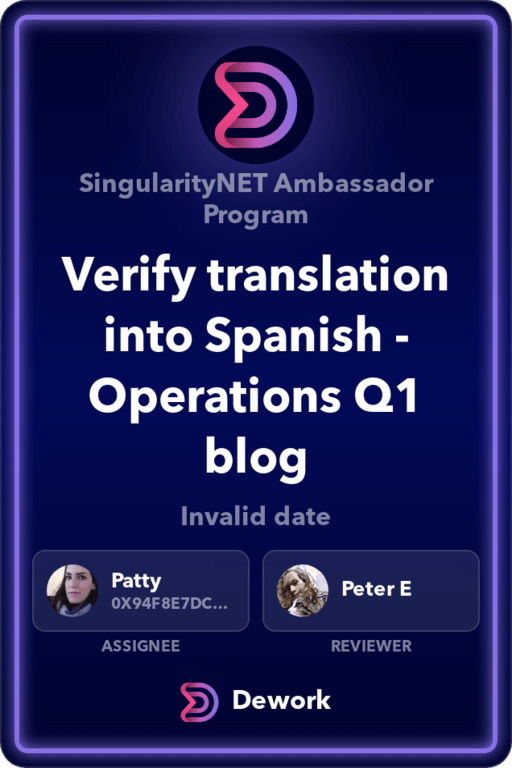 SingularityNET Ambassador
Program
Verify translation
into Spanish -
Operations Q1
blog
Invalid date
Patty
0X94F8E7DC...
Peter E
ASSIGNEE
REVIEWER
Dework